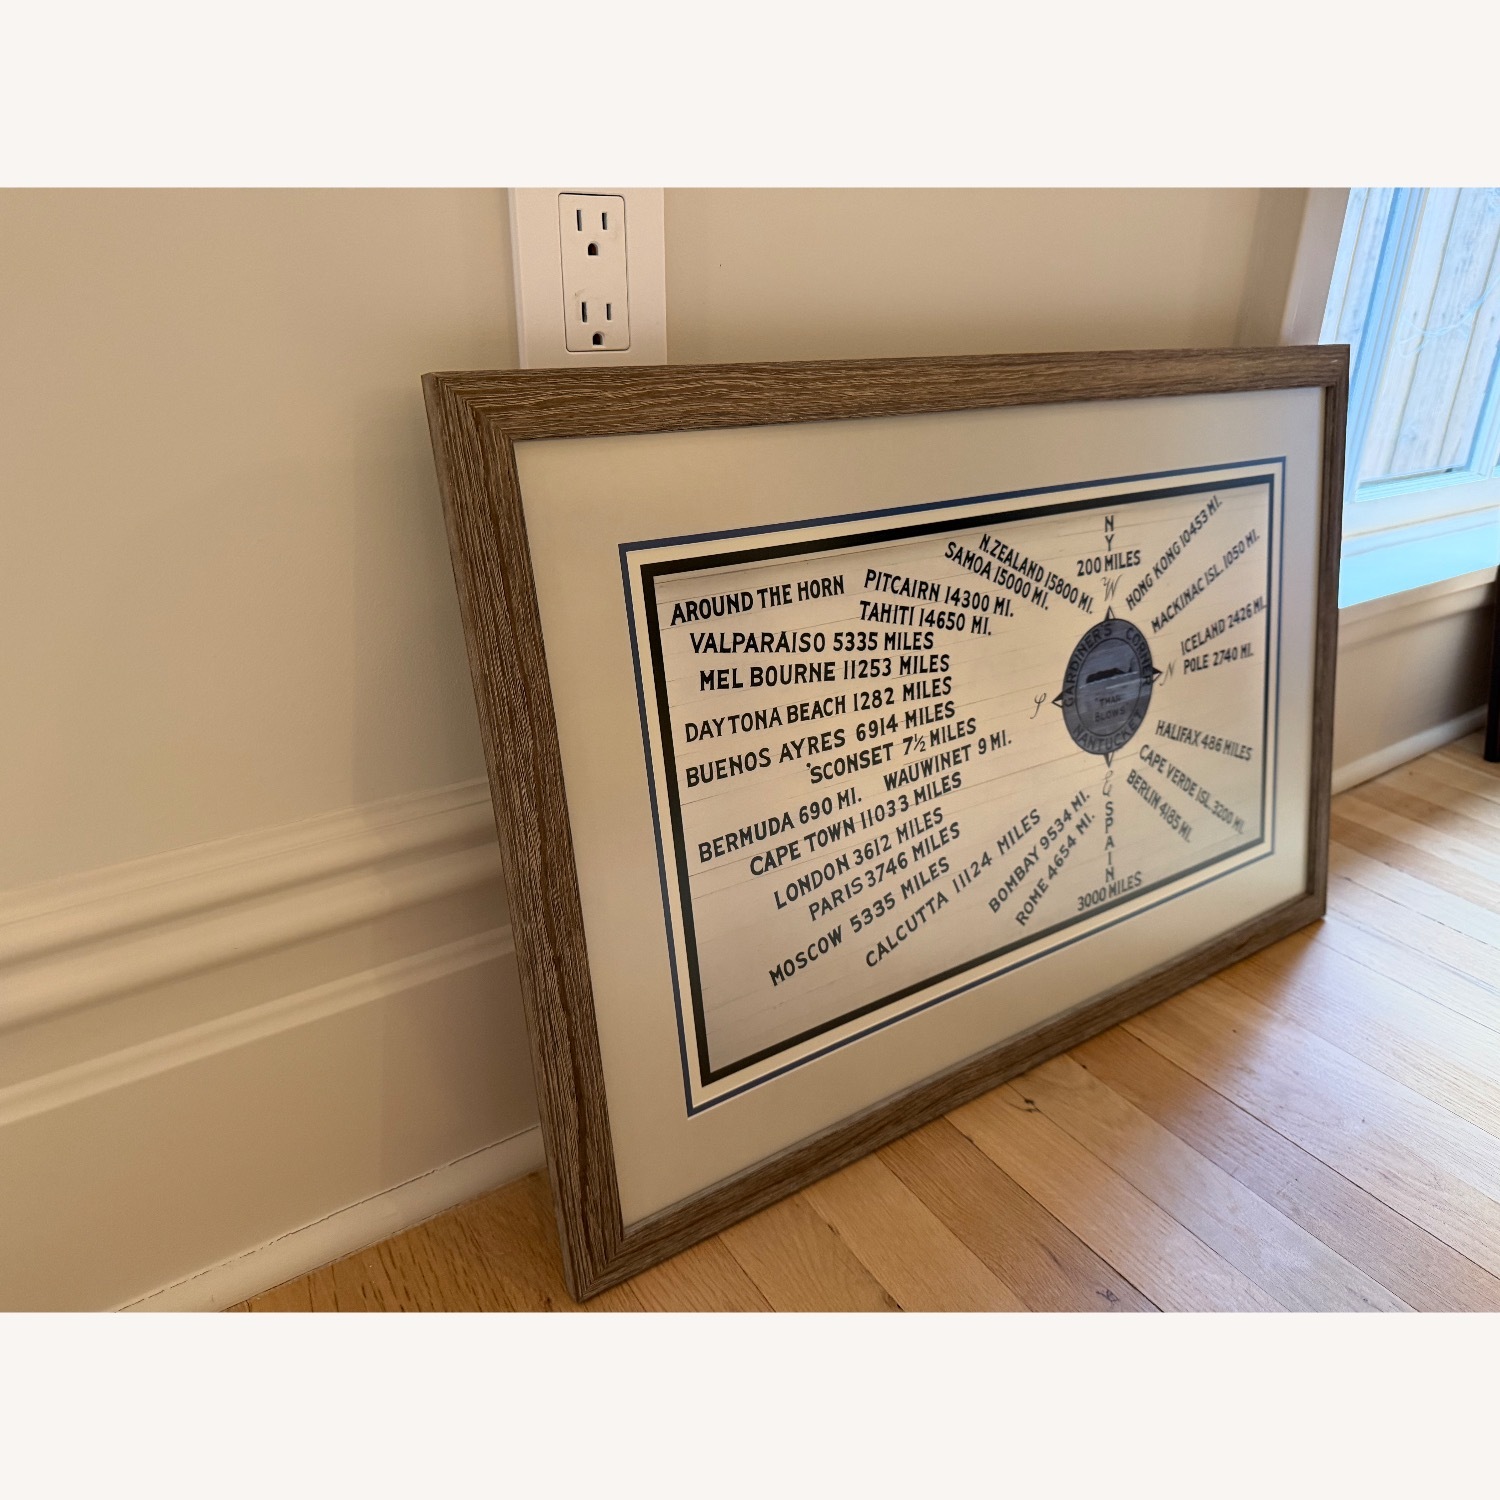 AROUND THE HORN
PITCAIRN 14300 MI.
TAHITI 14650 MI.
N. ZEALAND 15800 MI.
SAMOA 15000 MI.
VALPARAISO 5335 MILES
MEL BOURNE 11253 MILES
DAYTONA BEACH 1282 MILES
BUENOS AYRES 6914 MILES
'SCONSET 7½ MILES
WAUWINET 9 MI.
BERMUDA 690 MI.
CAPE TOWN 11033 MILES
LONDON 3612 MILES
PARIS 3746 MILES
MOSCOW 5335 MILES
CALCUTTA 11124 MILES
BOMBAY 9534 MI.
ROME 4654 MI.
NY
200 MILES
W
HONG KONG 10453 MI.
MACKINAC ISL. 1050 MI.
ICELAND 2426 MI.
POLE 2740 MI.
N
S
GARDINER'S CORNER
"THAR
BLOWS"
NANTUCKET
E
HALIFAX 486 MILES
CAPE VERDE ISL. 3200 MI.
BERLIN 4185 MI.
SPAIN
3000 MILES